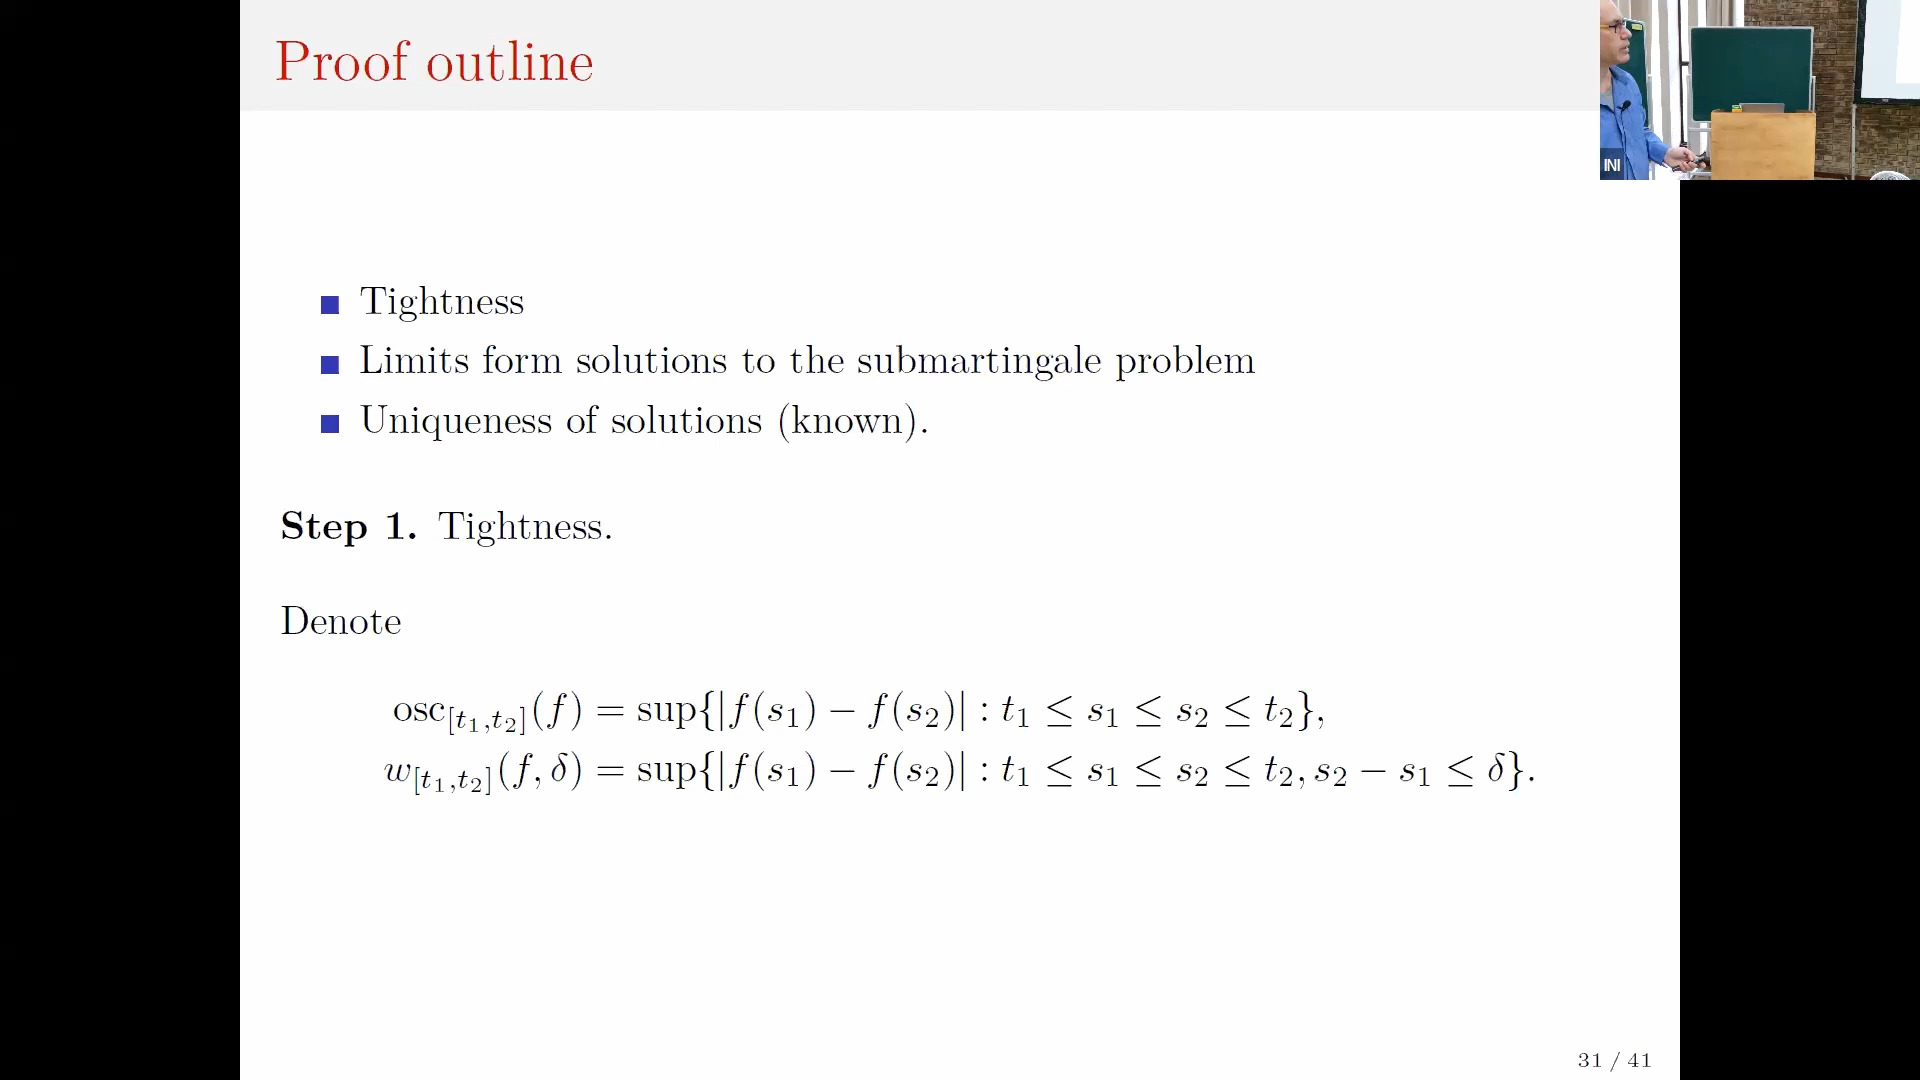 Proof outline
INI
Tightness
Limits form solutions to the submartingale problem
Uniqueness of solutions (known).
Step 1. Tightness.
Denote
osc_{[t_1,t_2]}(f) = sup{|f(s_1) − f(s_2)| : t_1 ≤ s_1 ≤ s_2 ≤ t_2},
w_{[t_1,t_2]}(f, δ) = sup{|f(s_1) − f(s_2)| : t_1 ≤ s_1 ≤ s_2 ≤ t_2, s_2 − s_1 ≤ δ}.
31 / 41